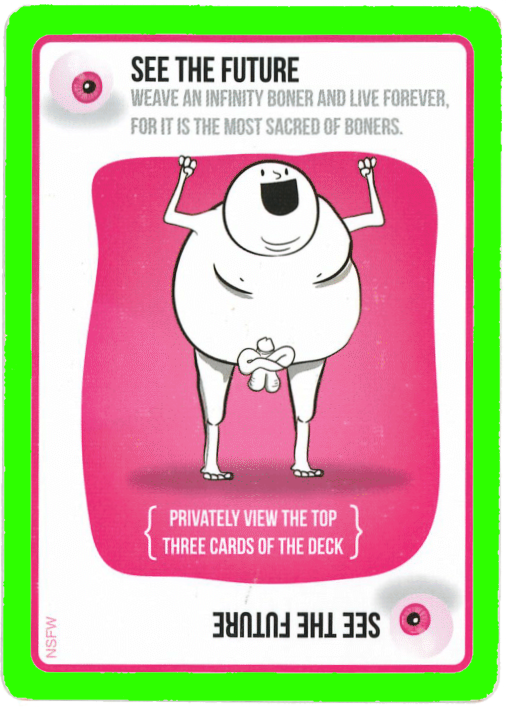 SEE THE FUTURE
WEAVE AN INFINITY BONER AND LIVE FOREVER,
FOR IT IS THE MOST SACRED OF BONERS.
PRIVATELY VIEW THE TOP
THREE CARDS OF THE DECK
SEE THE FUTURE
NSFW